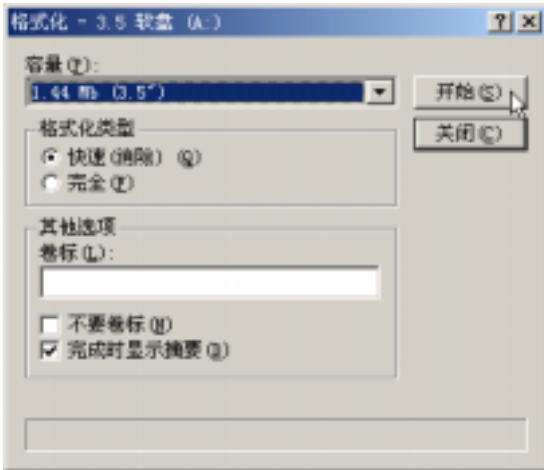 格式化 - 3.5 软盘 (A:)
容量(P):
1.44 Mb (3.5")
开始(S)
关闭(C)
格式化类型
快速(消除) (Q)
完全(F)
其他选项
卷标(L):
不要卷标(N)
完成时显示摘要(D)